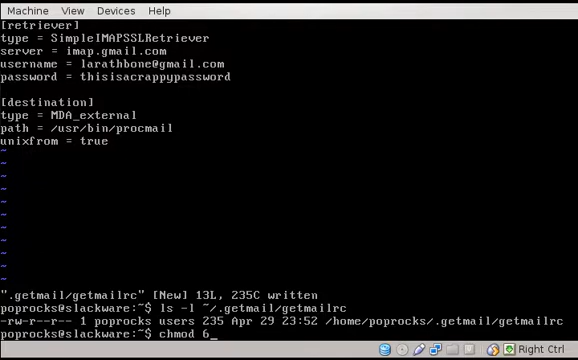 Machine View Devices Help
[retriever]
type = SimpleIMAPSSLRetriever
server = imap.gmail.com
username = larathbone@gmail.com
password = thisisacrappypassword
[destination]
type = MDA_external
path = /usr/bin/procmail
unixfrom = true
~
~
~
~
~
~
~
~
~
~
~
".getmail/getmailrc" [New] 13L, 235C written
poprocks@slackware:~$ ls -l ~/.getmail/getmailrc
-rw-r--r-- 1 poprocks users 235 Apr 29 23:52 /home/poprocks/.getmail/getmailrc
poprocks@slackware:~$ chmod 6_
Right Ctrl